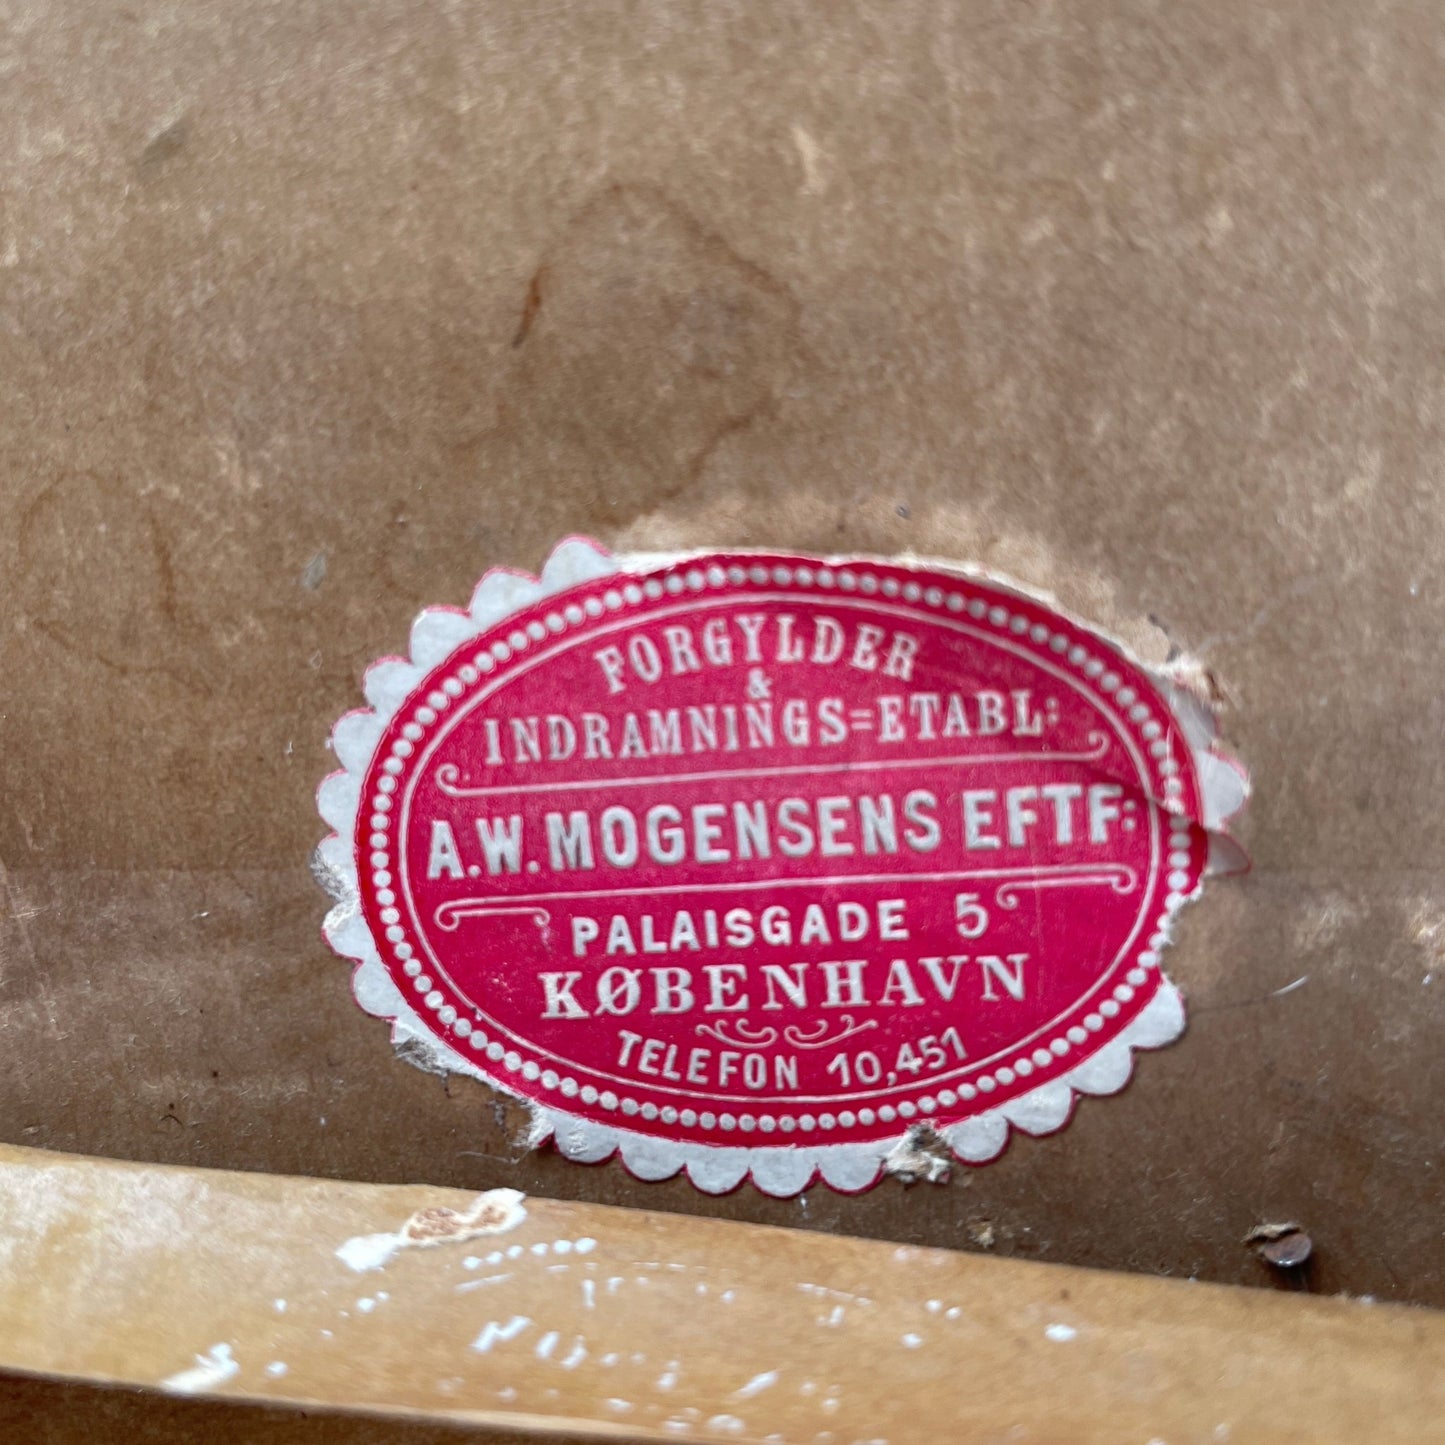 FORGYLDER
&
INDRAMNINGS=ETABL:
A.W. MOGENSENS EFTF:
PALAISGADE 5
KØBENHAVN
TELEFON 10,451